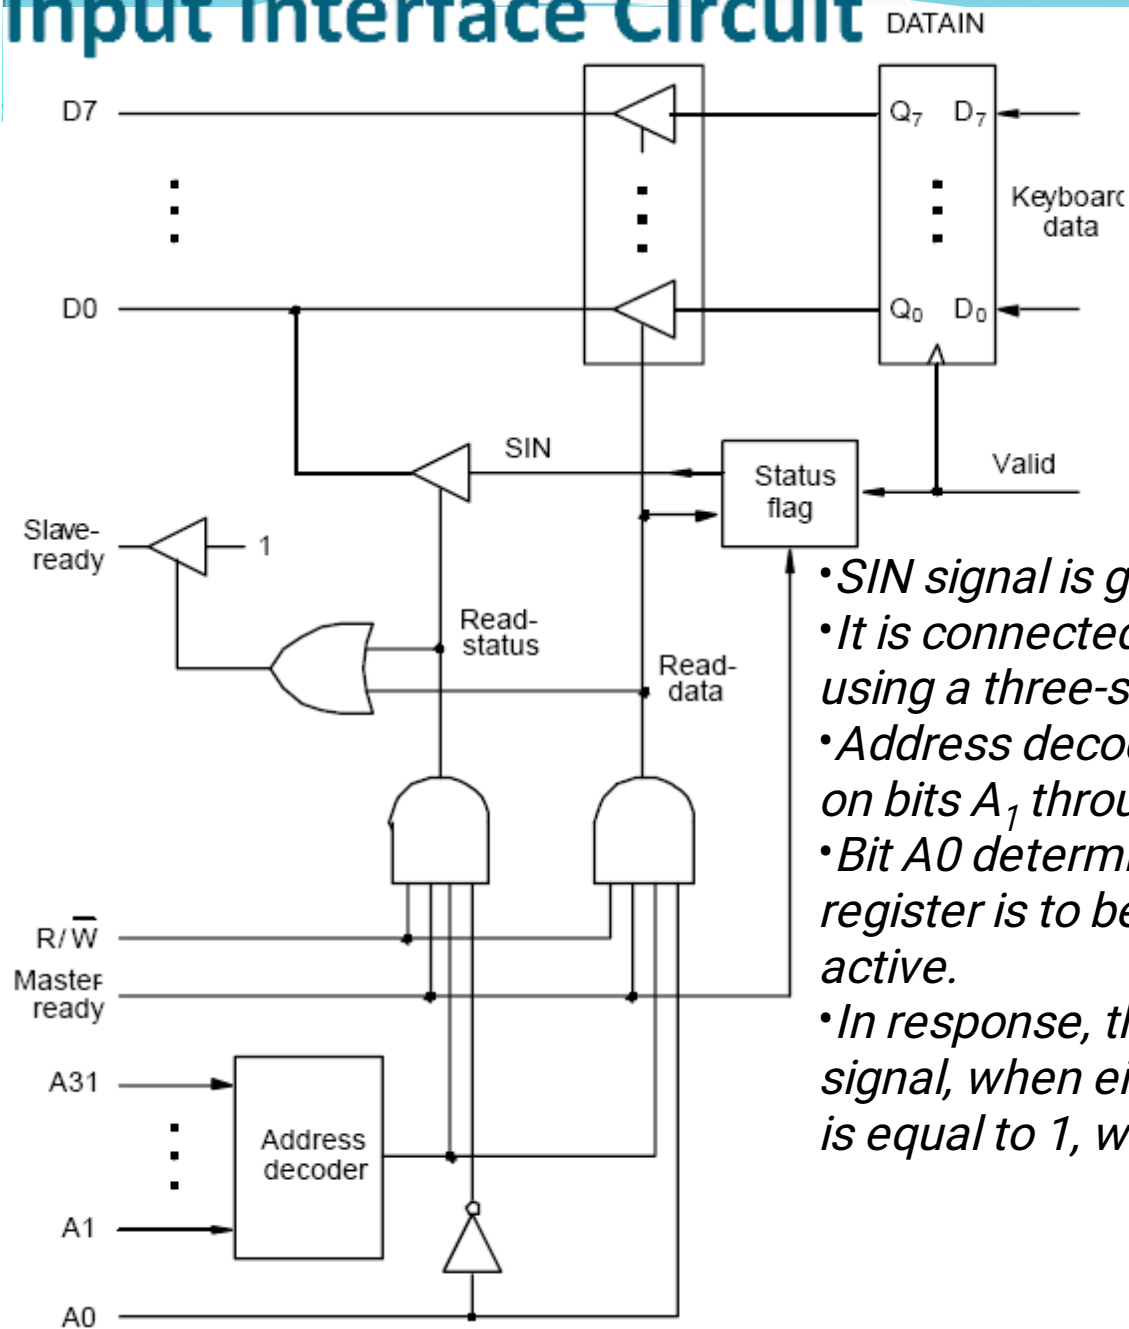 Input Interface Circuit
DATAIN
D7
Q7 D7
Keyboard
data
D0
Q0 D0
SIN
Status
flag
Valid
Slave-
ready
1
Read-
status
Read-
data
R/W̅
Master
ready
A31
Address
decoder
A1
A0
•SIN signal is g
•It is connected
using a three-s
•Address deco
on bits A1 throu
•Bit A0 determi
register is to be
active.
•In response, th
signal, when ei
is equal to 1, w